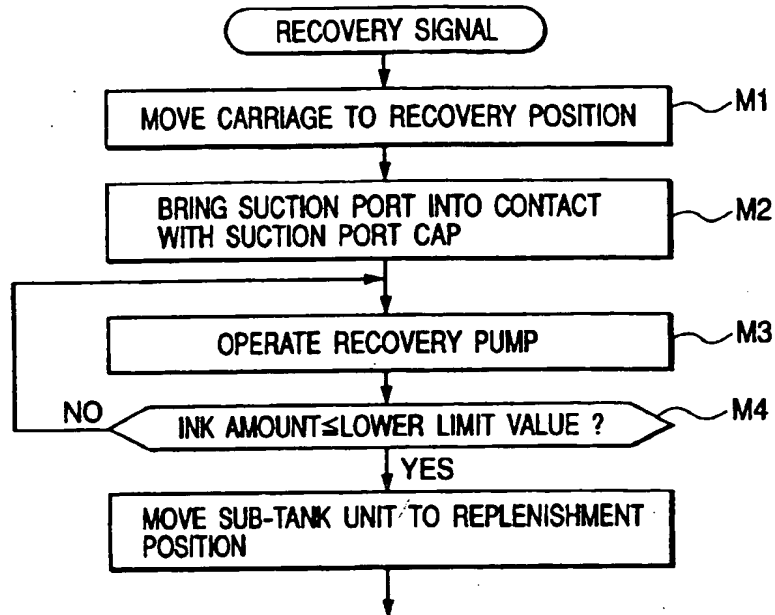 RECOVERY SIGNAL
MOVE CARRIAGE TO RECOVERY POSITION
M1
BRING SUCTION PORT INTO CONTACT
WITH SUCTION PORT CAP
M2
OPERATE RECOVERY PUMP
M3
NO
INK AMOUNT≦LOWER LIMIT VALUE ?
M4
YES
MOVE SUB-TANK UNIT TO REPLENISHMENT
POSITION